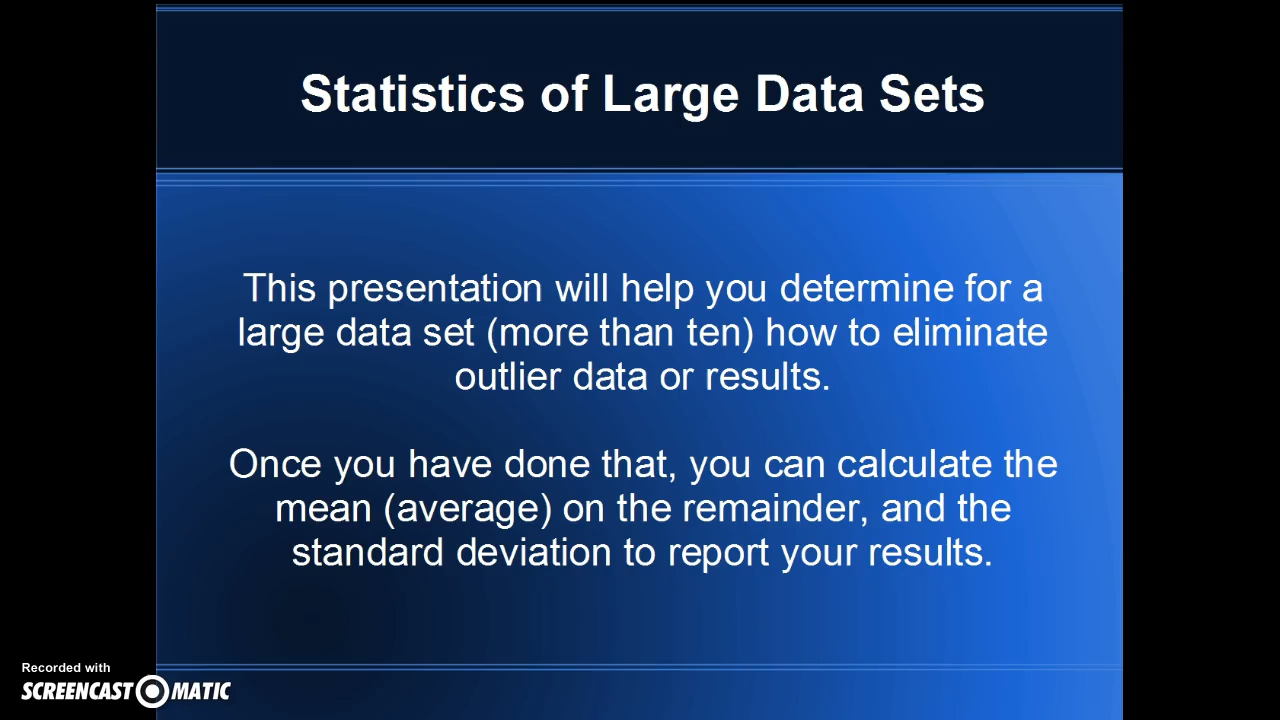 Statistics of Large Data Sets
This presentation will help you determine for a
large data set (more than ten) how to eliminate
outlier data or results.
Once you have done that, you can calculate the
mean (average) on the remainder, and the
standard deviation to report your results.
Recorded with
SCREENCAST MATIC